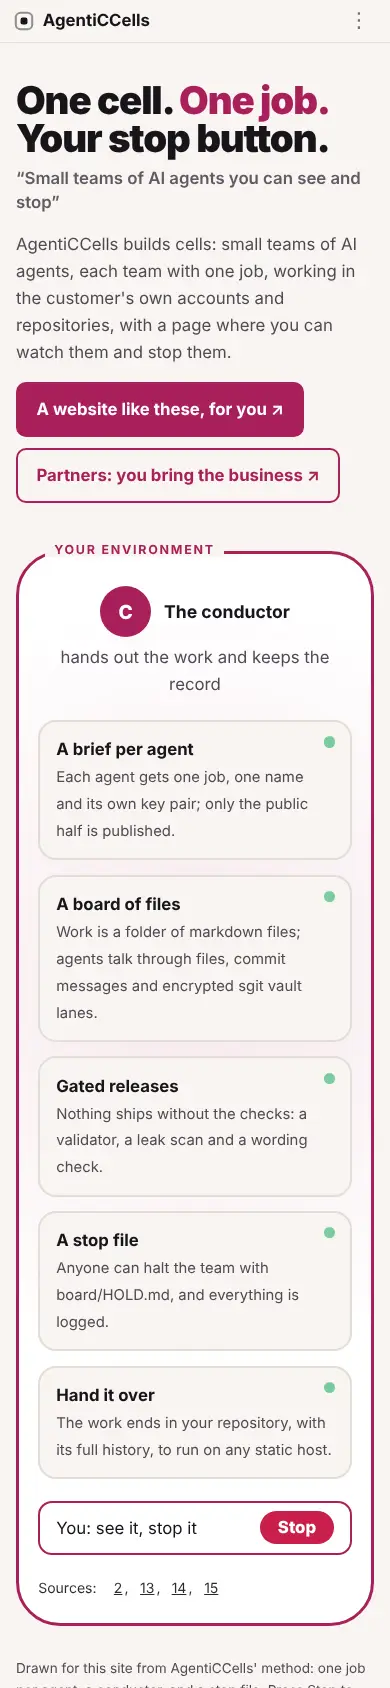 AgentiCCells
One cell. One job.
Your stop button.
“Small teams of AI agents you can see and
stop”
AgentiCCells builds cells: small teams of AI
agents, each team with one job, working in
the customer's own accounts and
repositories, with a page where you can
watch them and stop them.
A website like these, for you ↗
Partners: you bring the business ↗
YOUR ENVIRONMENT
C The conductor
hands out the work and keeps the
record
A brief per agent
Each agent gets one job, one name
and its own key pair; only the public
half is published.
A board of files
Work is a folder of markdown files;
agents talk through files, commit
messages and encrypted sgit vault
lanes.
Gated releases
Nothing ships without the checks: a
validator, a leak scan and a wording
check.
A stop file
Anyone can halt the team with
board/HOLD.md, and everything is
logged.
Hand it over
The work ends in your repository, with
its full history, to run on any static host.
You: see it, stop it Stop
Sources: 2, 13, 14, 15
Drawn for this site from AgentiCCells' method: one job
per agent, a conductor, and a stop file. Press Stop to